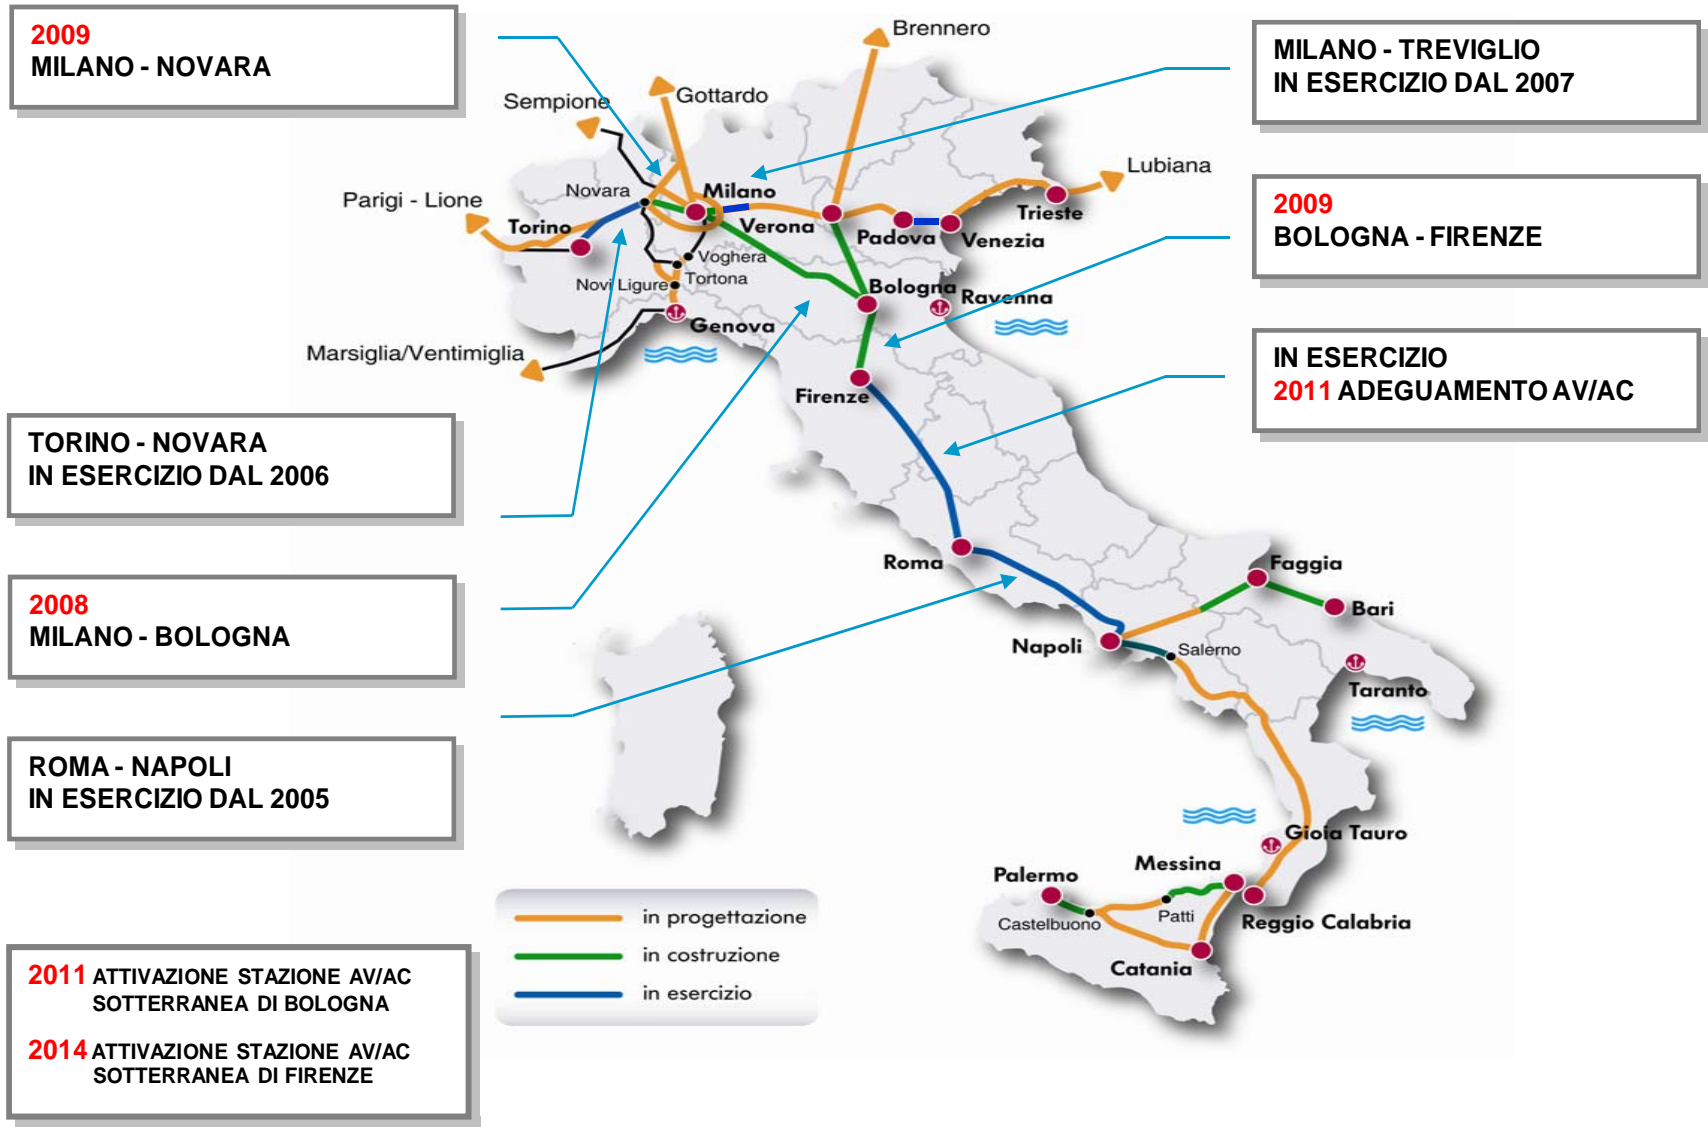 2009
MILANO - NOVARA
MILANO - TREVIGLIO
IN ESERCIZIO DAL 2007
2009
BOLOGNA - FIRENZE
IN ESERCIZIO
2011 ADEGUAMENTO AV/AC
TORINO - NOVARA
IN ESERCIZIO DAL 2006
2008
MILANO - BOLOGNA
ROMA - NAPOLI
IN ESERCIZIO DAL 2005
2011 ATTIVAZIONE STAZIONE AV/AC
SOTTERRANEA DI BOLOGNA
2014 ATTIVAZIONE STAZIONE AV/AC
SOTTERRANEA DI FIRENZE
Brennero
Gottardo
Sempione
Lubiana
Parigi - Lione
Novara
Milano
Torino
Verona
Padova
Venezia
Trieste
Voghera
Tortona
Novi Ligure
Bologna
Ravenna
Genova
Marsiglia/Ventimiglia
Firenze
Roma
Faggia
Bari
Napoli
Salerno
Taranto
Gioia Tauro
Messina
Palermo
Castelbuono
Patti
Reggio Calabria
Catania
in progettazione
in costruzione
in esercizio